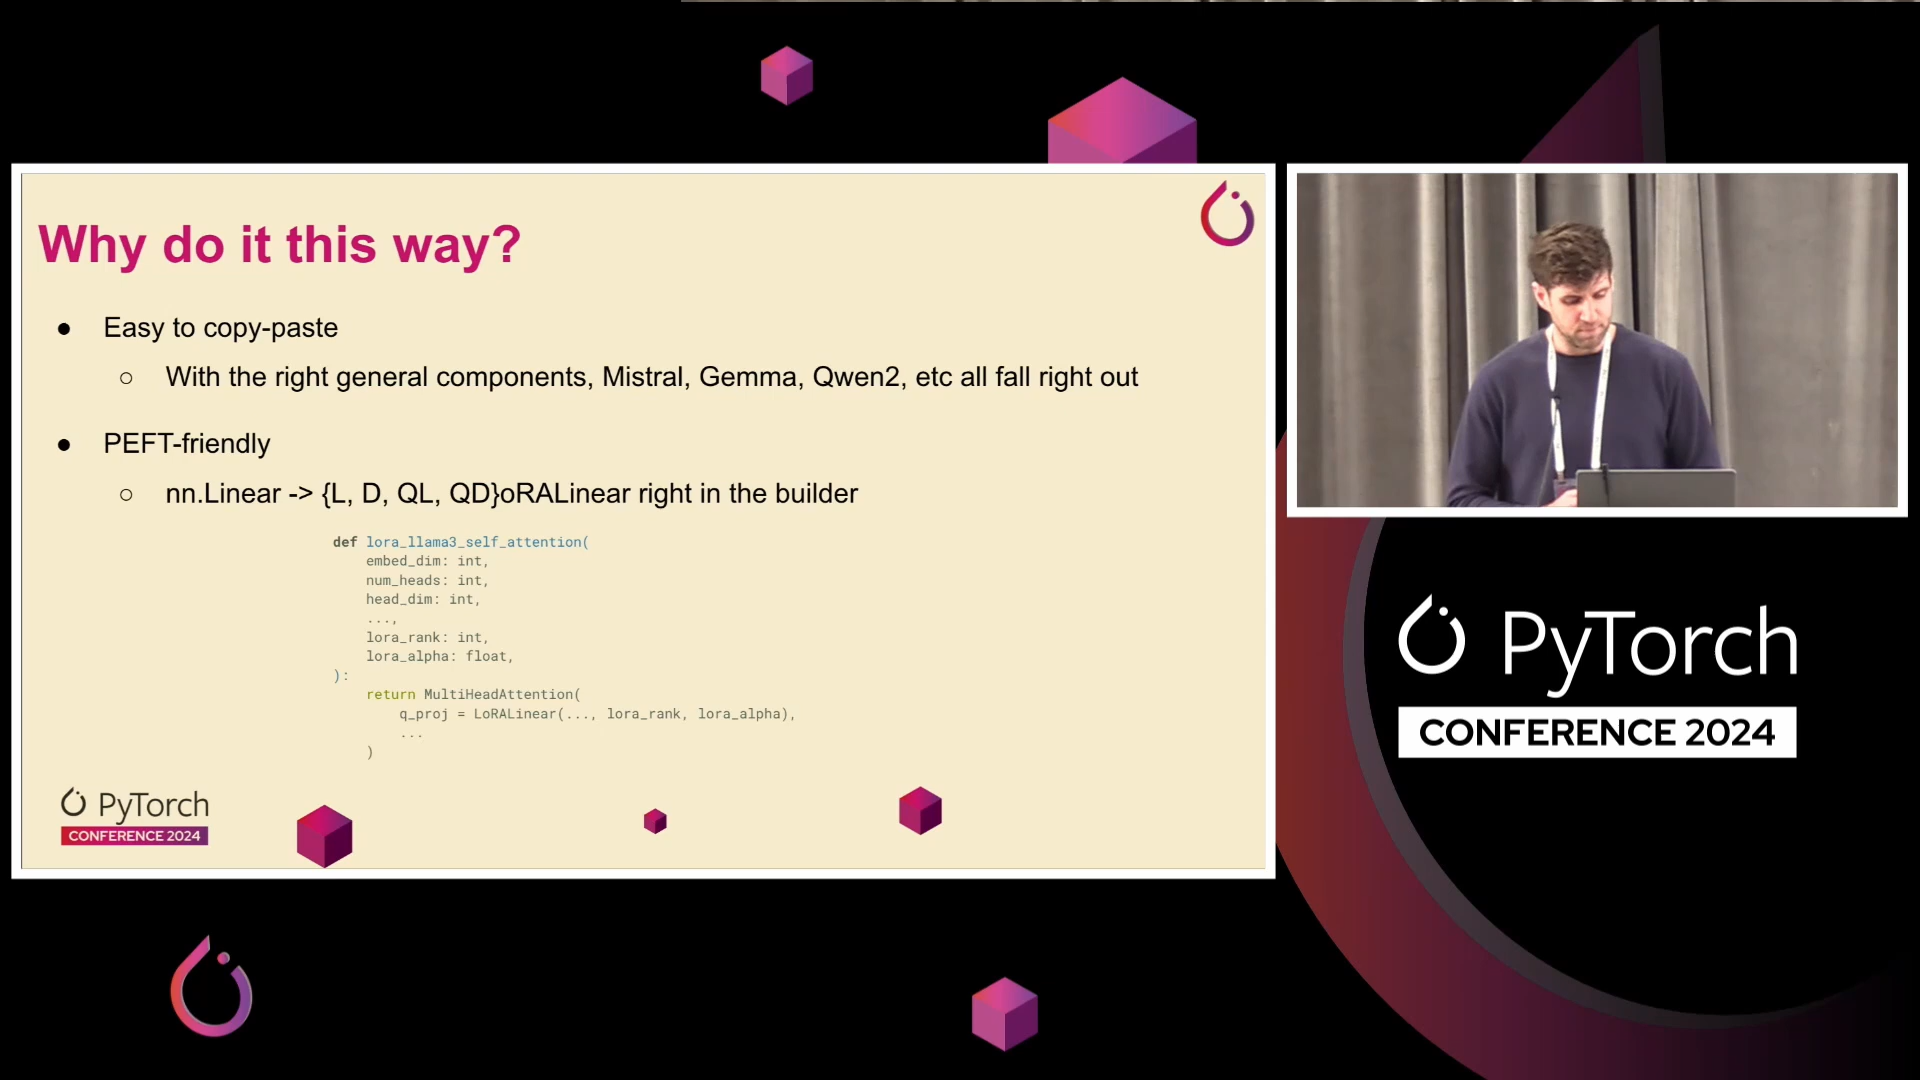 Why do it this way?
● Easy to copy-paste
○ With the right general components, Mistral, Gemma, Qwen2, etc all fall right out
● PEFT-friendly
○ nn.Linear -> {L, D, QL, QD}oRALinear right in the builder
def lora_llama3_self_attention(
    embed_dim: int,
    num_heads: int,
    head_dim: int,
    ...,
    lora_rank: int,
    lora_alpha: float,
):
    return MultiHeadAttention(
        q_proj = LoRALinear(..., lora_rank, lora_alpha),
        ...
    )
PyTorch
CONFERENCE 2024
PyTorch
CONFERENCE 2024